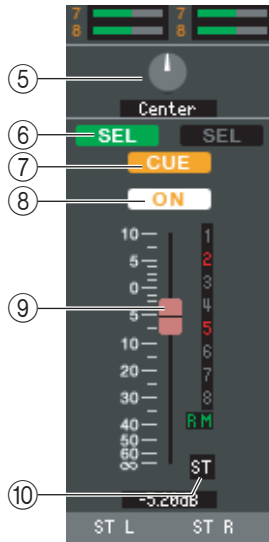 7 7
8 8
⑤
Center
⑥ SEL SEL
⑦ CUE
⑧ ON
10 1
5 2
0 3
⑨ 4
5 5
10 6
20 7
30 8
40 R M
50
60
∞ ST
⑩
-5.20dB
ST L ST R